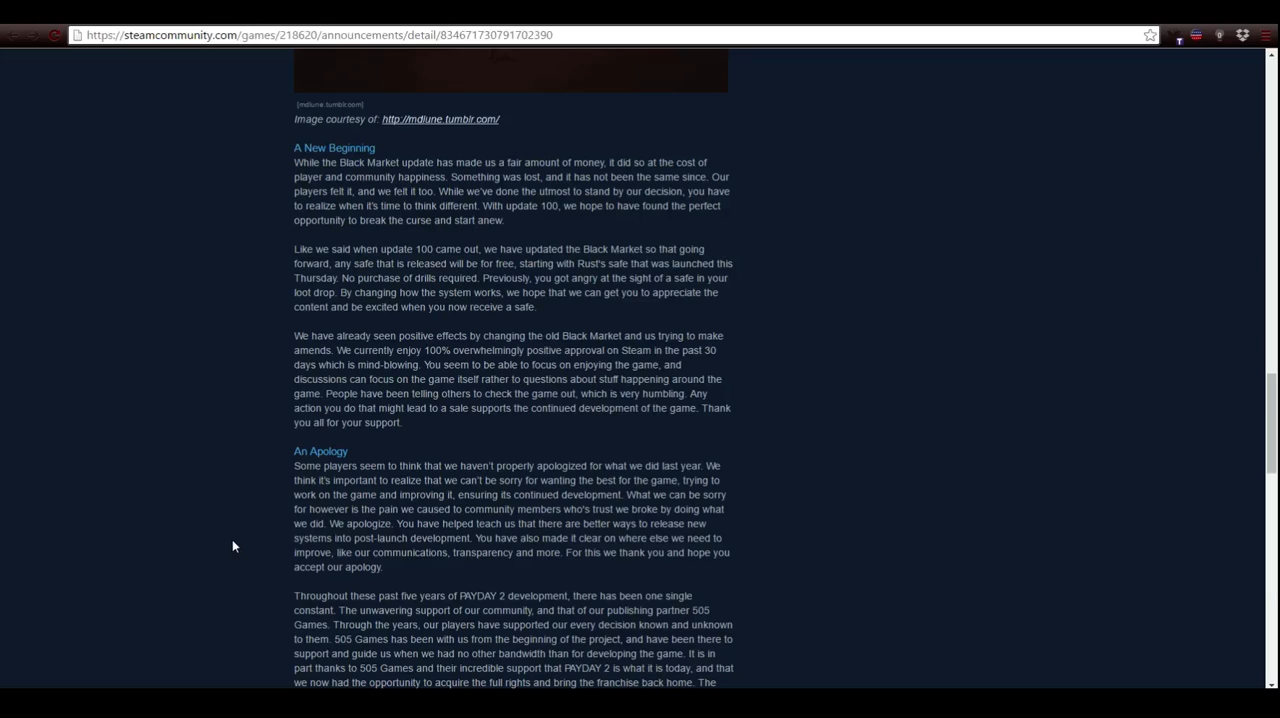 https://steamcommunity.com/games/218620/announcements/detail/834671730791702390
[mdlune.tumblr.com]
Image courtesy of: http://mdlune.tumblr.com/
A New Beginning
While the Black Market update has made us a fair amount of money, it did so at the cost of
player and community happiness. Something was lost, and it has not been the same since. Our
players felt it, and we felt it too. While we've done the utmost to stand by our decision, you have
to realize when it's time to think different. With update 100, we hope to have found the perfect
opportunity to break the curse and start anew.
Like we said when update 100 came out, we have updated the Black Market so that going
forward, any safe that is released will be for free, starting with Rust's safe that was launched this
Thursday. No purchase of drills required. Previously, you got angry at the sight of a safe in your
loot drop. By changing how the system works, we hope that we can get you to appreciate the
content and be excited when you now receive a safe.
We have already seen positive effects by changing the old Black Market and us trying to make
amends. We currently enjoy 100% overwhelmingly positive approval on Steam in the past 30
days which is mind-blowing. You seem to be able to focus on enjoying the game, and
discussions can focus on the game itself rather to questions about stuff happening around the
game. People have been telling others to check the game out, which is very humbling. Any
action you do that might lead to a sale supports the continued development of the game. Thank
you all for your support.
An Apology
Some players seem to think that we haven't properly apologized for what we did last year. We
think it's important to realize that we can't be sorry for wanting the best for the game, trying to
work on the game and improving it, ensuring its continued development. What we can be sorry
for however is the pain we caused to community members who's trust we broke by doing what
we did. We apologize. You have helped teach us that there are better ways to release new
systems into post-launch development. You have also made it clear on where else we need to
improve, like our communications, transparency and more. For this we thank you and hope you
accept our apology.
Throughout these past five years of PAYDAY 2 development, there has been one single
constant. The unwavering support of our community, and that of our publishing partner 505
Games. Through the years, our players have supported our every decision known and unknown
to them. 505 Games has been with us from the beginning of the project, and have been there to
support and guide us when we had no other bandwidth than for developing the game. It is in
part thanks to 505 Games and their incredible support that PAYDAY 2 is what it is today, and that
we now had the opportunity to acquire the full rights and bring the franchise back home. The